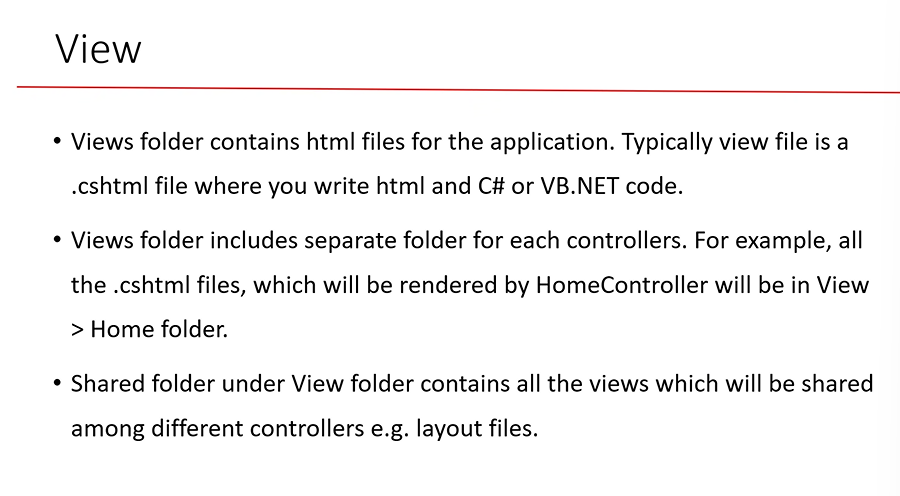 View
• Views folder contains html files for the application. Typically view file is a
.cshtml file where you write html and C# or VB.NET code.
• Views folder includes separate folder for each controllers. For example, all
the .cshtml files, which will be rendered by HomeController will be in View
> Home folder.
• Shared folder under View folder contains all the views which will be shared
among different controllers e.g. layout files.